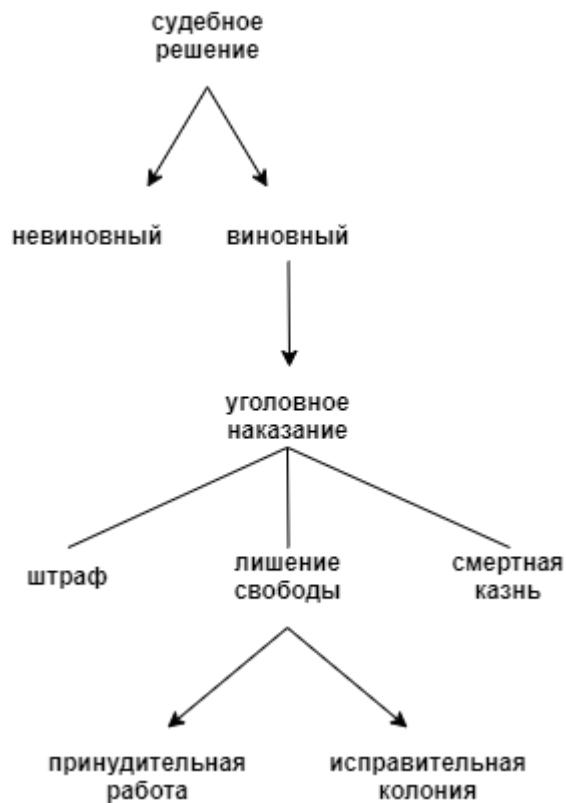 судебное
решение
невиновный
виновный
уголовное
наказание
штраф
лишение
свободы
смертная
казнь
принудительная
работа
исправительная
колония